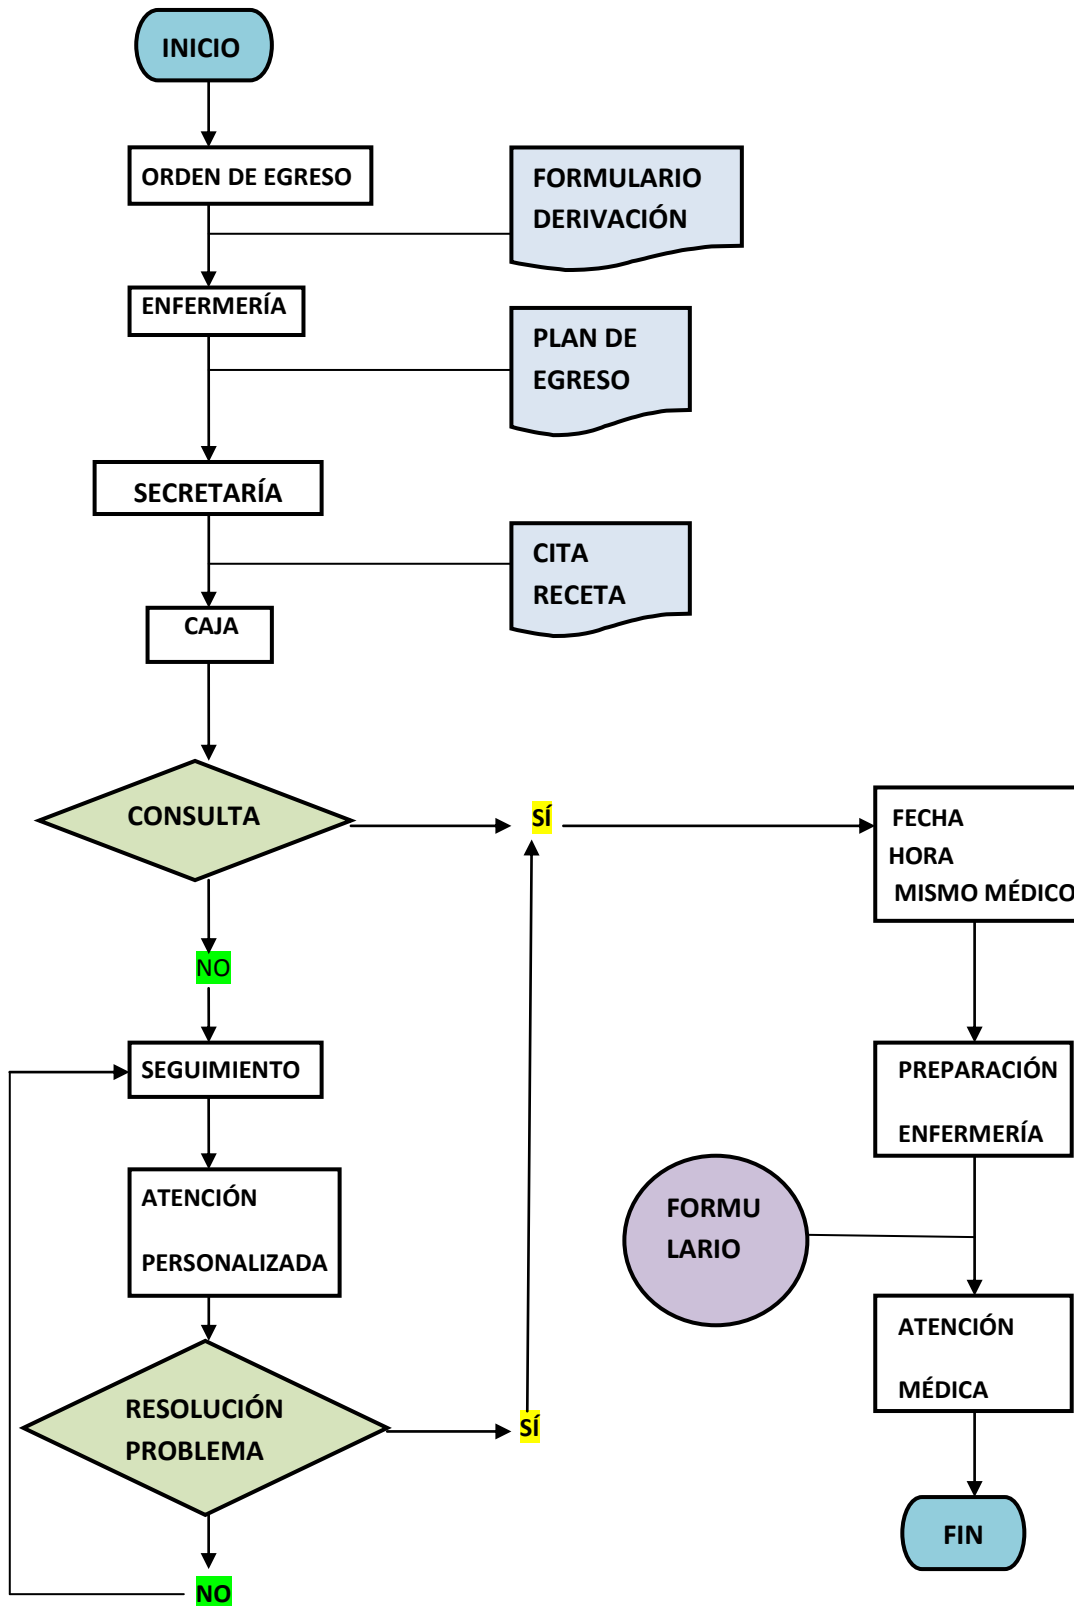 INICIO
ORDEN DE EGRESO
FORMULARIO
DERIVACIÓN
ENFERMERÍA
PLAN DE
EGRESO
SECRETARÍA
CITA
RECETA
CAJA
CONSULTA
SÍ
FECHA
HORA
MISMO MÉDICO
NO
SEGUIMIENTO
PREPARACIÓN
ENFERMERÍA
ATENCIÓN
PERSONALIZADA
FORMU
LARIO
ATENCIÓN
MÉDICA
RESOLUCIÓN
PROBLEMA
SÍ
FIN
NO